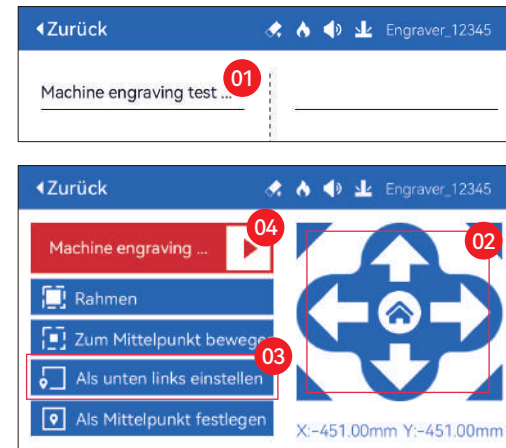 Zurück Engraver_12345
01
Machine engraving test ...
Zurück Engraver_12345
04
Machine engraving ...
02
Rahmen
Zum Mittelpunkt bewege
03
Als unten links einstellen
Als Mittelpunkt festlegen
X:-451.00mm Y:-451.00mm